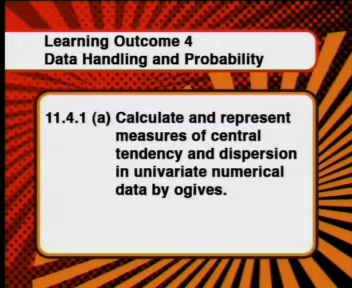 Learning Outcome 4
Data Handling and Probability
11.4.1 (a) Calculate and represent
measures of central
tendency and dispersion
in univariate numerical
data by ogives.